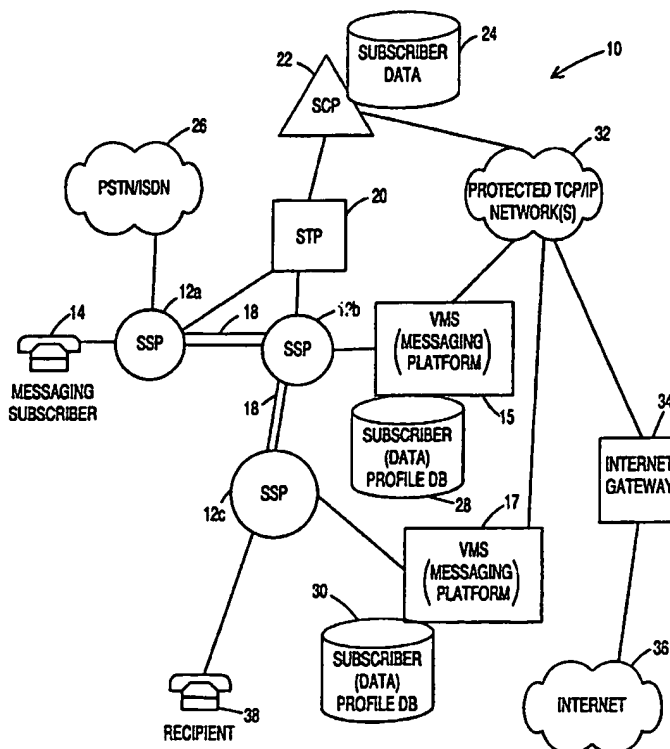 22
SUBSCRIBER
DATA
24
10
SCP
26
PSTN/ISDN
32
PROTECTED TCP/IP
NETWORK(S)
20
STP
12a
14
SSP
18
12b
SSP
MESSAGING
SUBSCRIBER
VMS
(MESSAGING
PLATFORM)
15
18
SUBSCRIBER
(DATA)
PROFILE DB
28
34
INTERNET
GATEWAY
SSP
12c
17
VMS
(MESSAGING
PLATFORM)
30
SUBSCRIBER
(DATA)
PROFILE DB
36
INTERNET
38
RECIPIENT